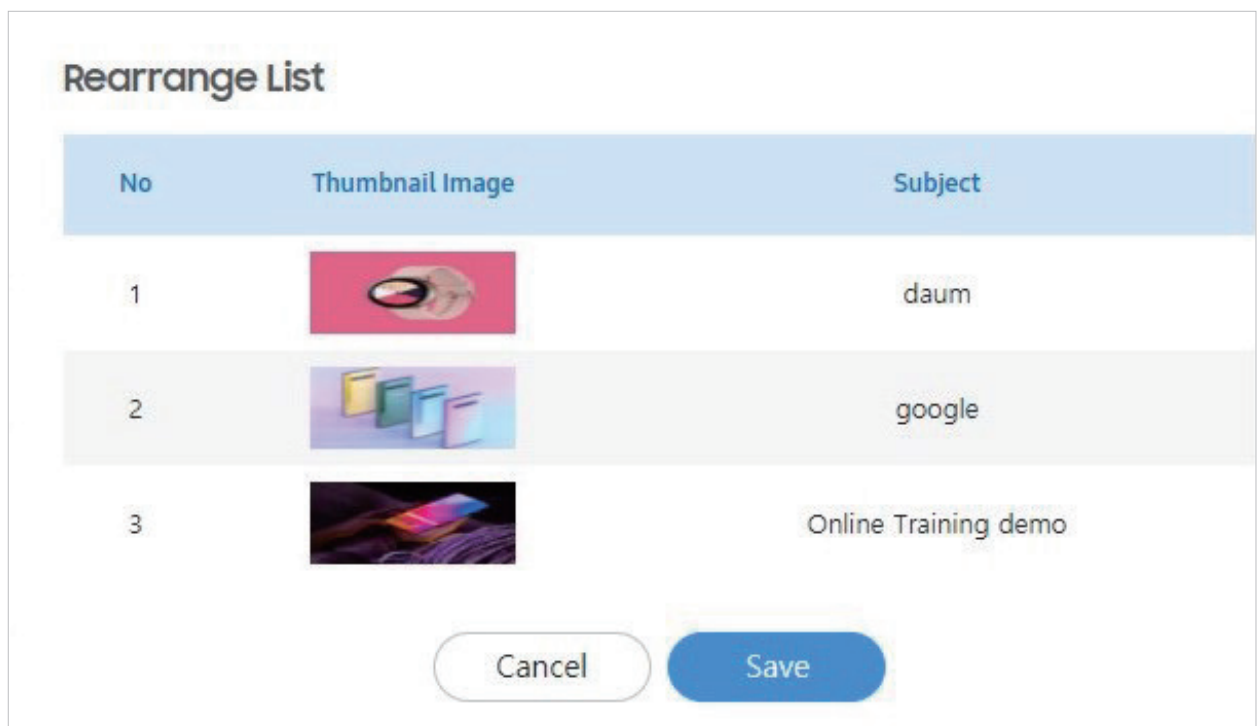 Rearrange List
No Thumbnail Image Subject
1 daum
2 google
3 Online Training demo
Cancel Save